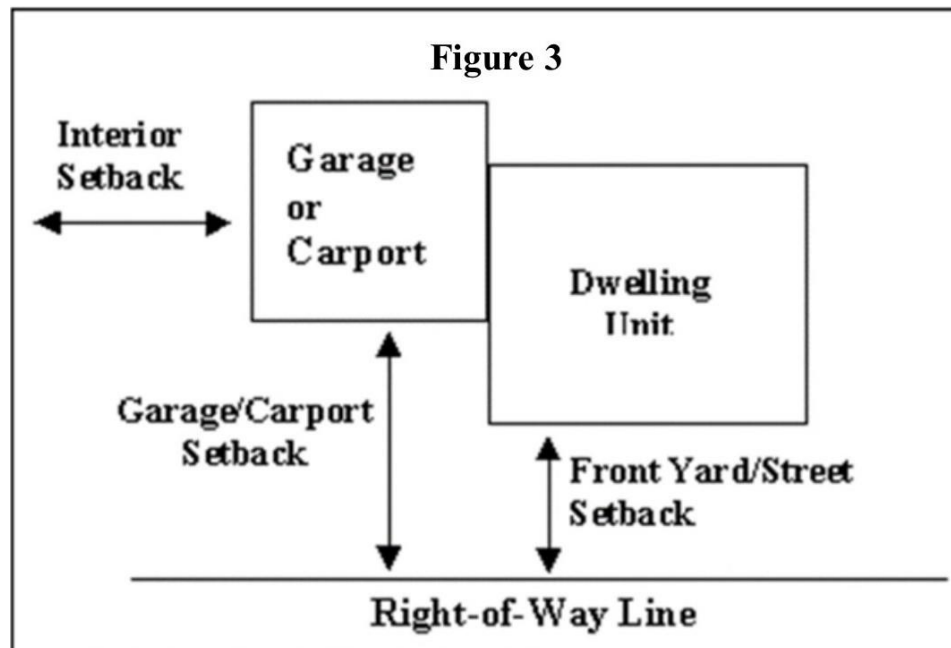 Figure 3
Interior
Setback
Garage
or
Carport
Dwelling
Unit
Garage/Carport
Setback
Front Yard/Street
Setback
Right-of-Way Line